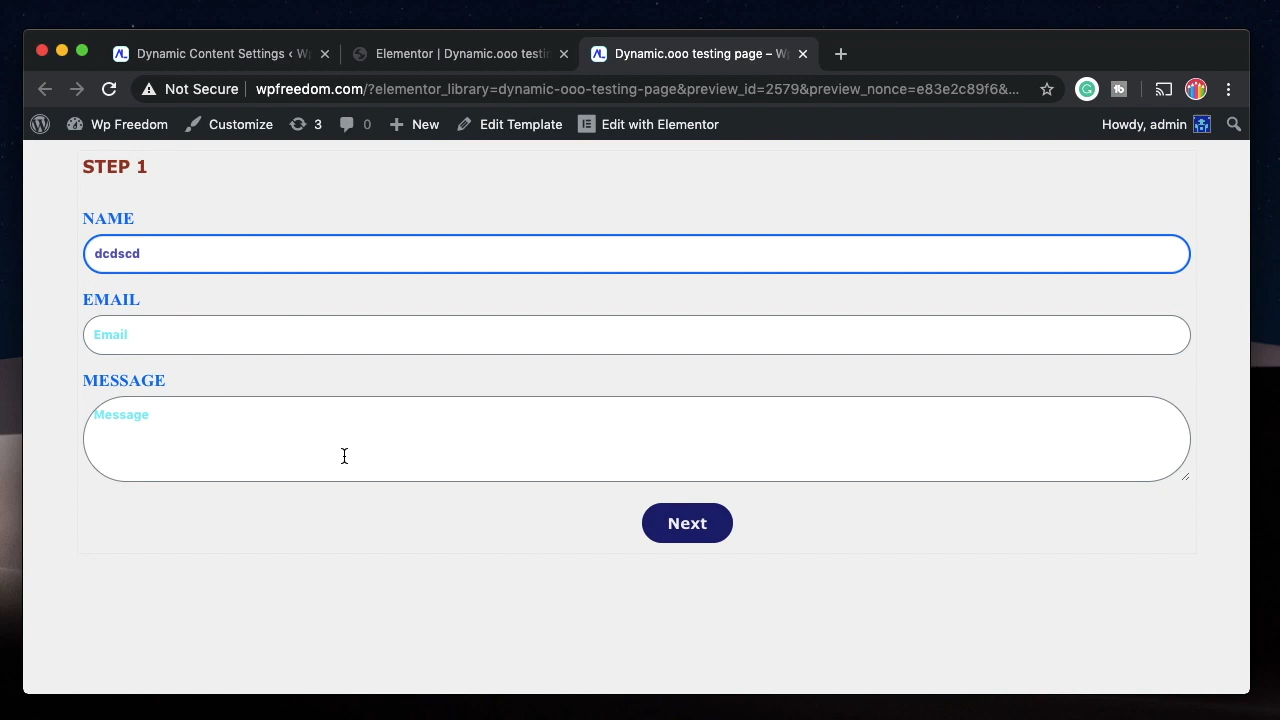 Dynamic Content Settings ‹ W
Elementor | Dynamic.ooo testin
Dynamic.ooo testing page – W
Not Secure
wpfreedom.com/?elementor_library=dynamic-ooo-testing-page&preview_id=2579&preview_nonce=e83e2c89f6&...
Wp Freedom
Customize
3
0
New
Edit Template
Edit with Elementor
Howdy, admin
STEP 1
NAME
dcdscd
EMAIL
Email
MESSAGE
Message
Next